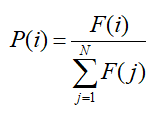 P(i) = F(i) / ∑_{j=1}^{N} F(j)